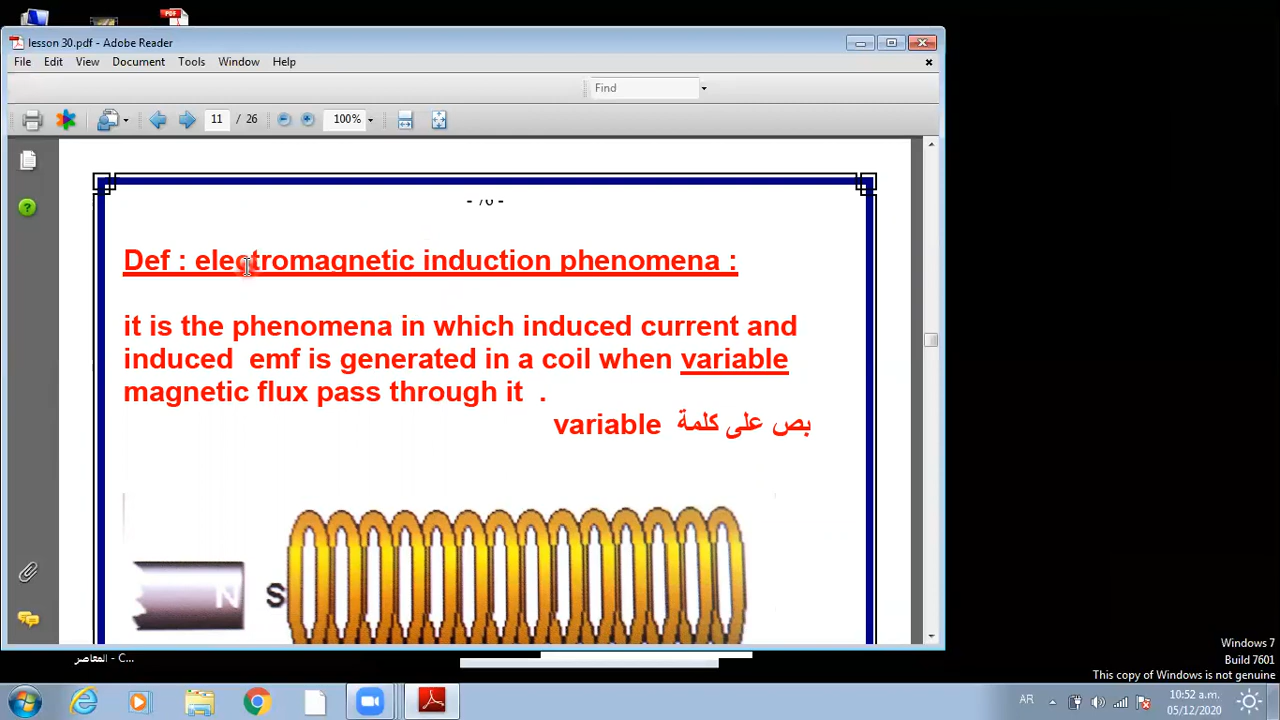 lesson 30.pdf - Adobe Reader
File Edit View Document Tools Window Help
Find
11 / 26 100%
Def : electromagnetic induction phenomena :
it is the phenomena in which induced current and
induced emf is generated in a coil when variable
magnetic flux pass through it .
بص على كلمة variable
N S
المعاصر - C...
Windows 7
Build 7601
This copy of Windows is not genuine
AR 10:52 a.m.
05/12/2020